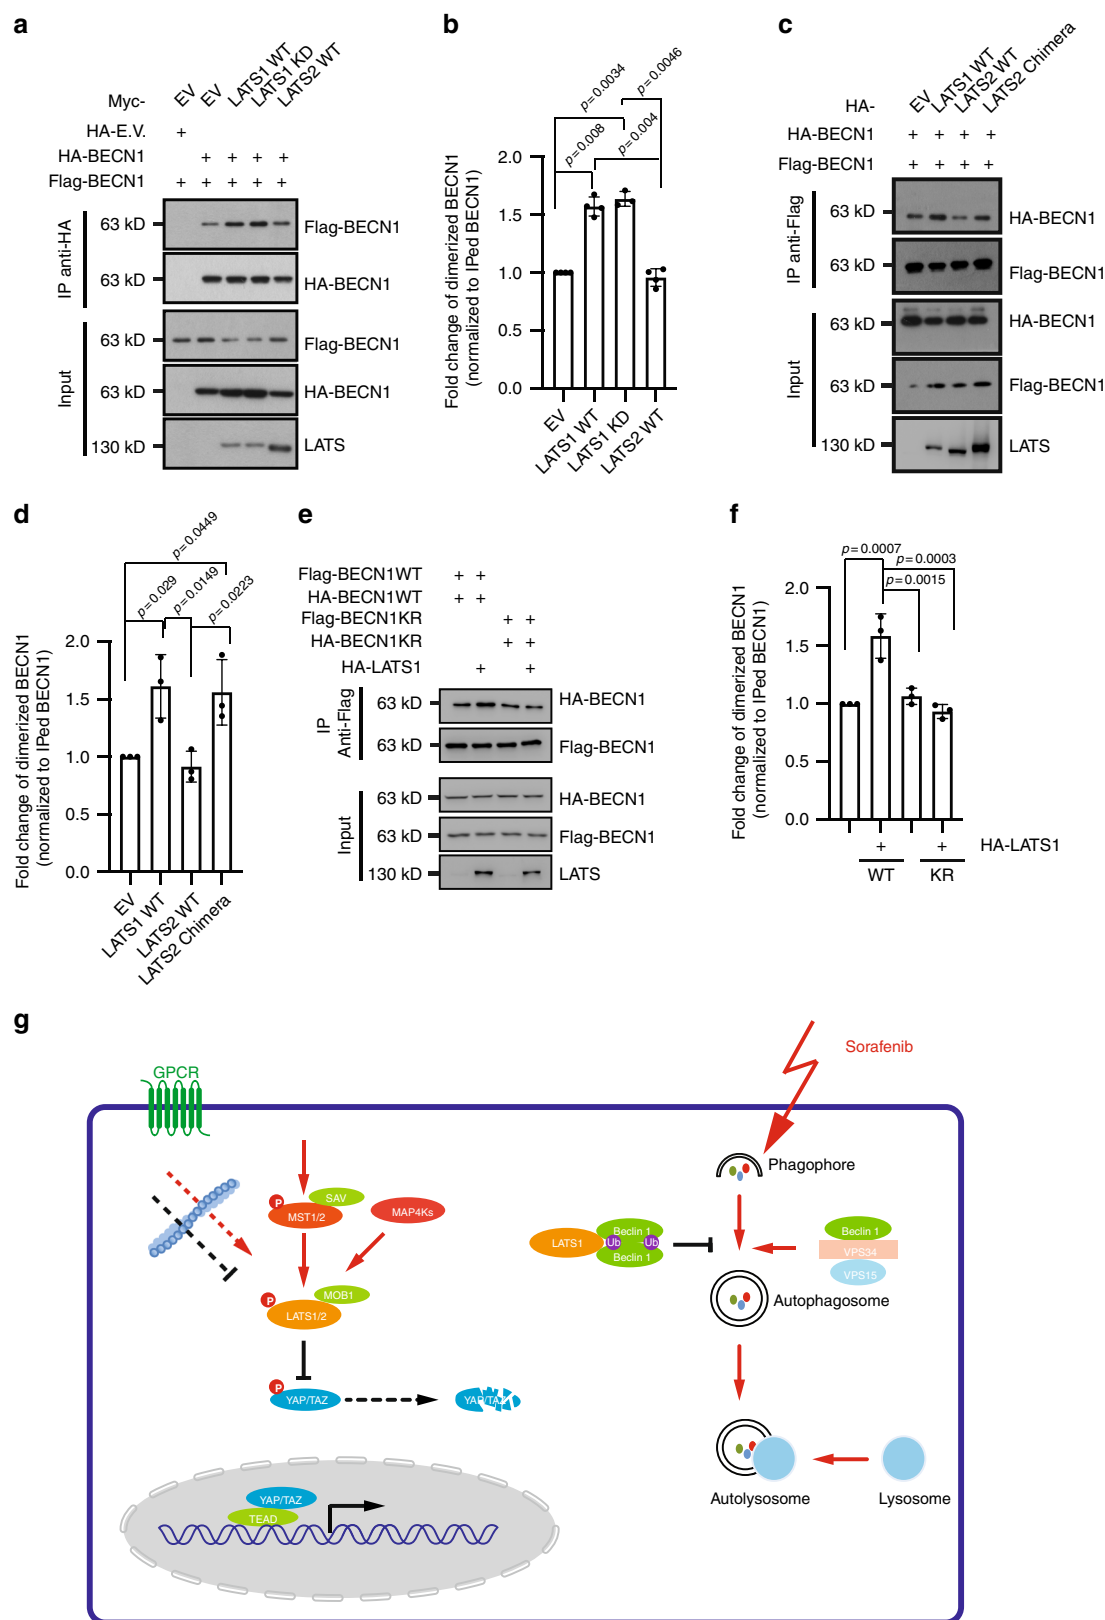 a
Myc-
EV
EV
LATS1 WT
LATS1 KD
LATS2 WT
HA-E.V.
+
HA-BECN1
+ + + +
Flag-BECN1
+ + + + +
IP anti-HA
63 kD
Flag-BECN1
63 kD
HA-BECN1
Input
63 kD
Flag-BECN1
63 kD
HA-BECN1
130 kD
LATS
b
Fold change of dimerized BECN1
(normalized to IPed BECN1)
2.0
1.5
1.0
0.5
0.0
p=0.0034
p=0.0046
p=0.008
p=0.004
EV
LATS1 WT
LATS1 KD
LATS2 WT
c
HA-
EV
LATS1 WT
LATS2 WT
LATS2 Chimera
HA-BECN1
+ + + +
Flag-BECN1
+ + + +
IP anti-Flag
63 kD
HA-BECN1
63 kD
Flag-BECN1
Input
63 kD
HA-BECN1
63 kD
Flag-BECN1
130 kD
LATS
d
Fold change of dimerized BECN1
(normalized to IPed BECN1)
2.0
1.5
1.0
0.5
0.0
p=0.0449
p=0.029
p=0.0149
p=0.0223
EV
LATS1 WT
LATS2 WT
LATS2 Chimera
e
Flag-BECN1WT
+ +
HA-BECN1WT
+ +
Flag-BECN1KR
+ +
HA-BECN1KR
+ +
HA-LATS1
+ +
IP
Anti-Flag
63 kD
HA-BECN1
63 kD
Flag-BECN1
Input
63 kD
HA-BECN1
63 kD
Flag-BECN1
130 kD
LATS
f
Fold change of dimerized BECN1
(normalized to IPed BECN1)
2.0
1.5
1.0
0.5
0.0
p=0.0007
p=0.0003
p=0.0015
+ +
HA-LATS1
WT
KR
g
GPCR
Sorafenib
P
SAV
MST1/2
MAP4Ks
MOB1
P
LATS1/2
P
YAP/TAZ
YAP/TAZ
YAP/TAZ
TEAD
Phagophore
LATS1
Beclin 1
Ub
Ub
Beclin 1
Beclin 1
VPS34
VPS15
Autophagosome
Autolysosome
Lysosome